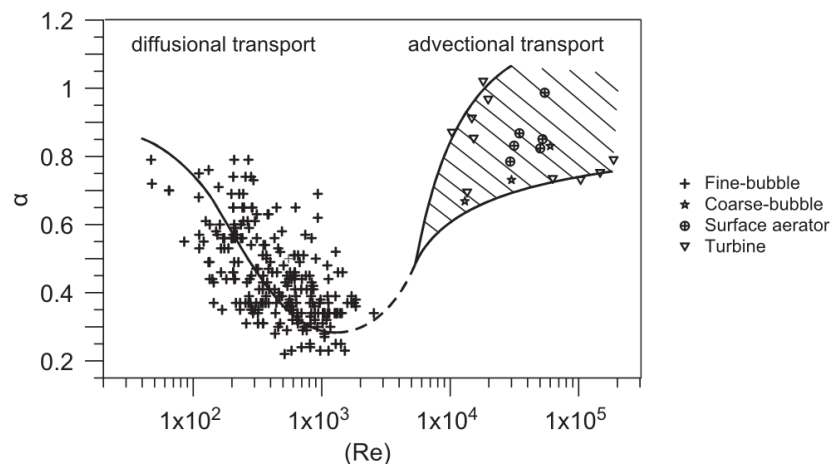 diffusional transport advectional transport
1.2
1
0.8
0.6
0.4
0.2
α
1x10² 1x10³ 1x10⁴ 1x10⁵
(Re)
Fine-bubble
Coarse-bubble
Surface aerator
Turbine